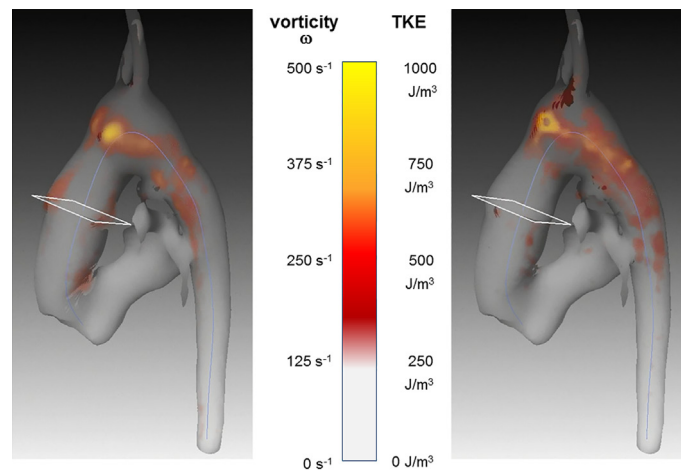 vorticity TKE
ω
500 s-1 1000
J/m3
375 s-1 750
J/m3
250 s-1 500
J/m3
125 s-1 250
J/m3
0 s-1 0 J/m3